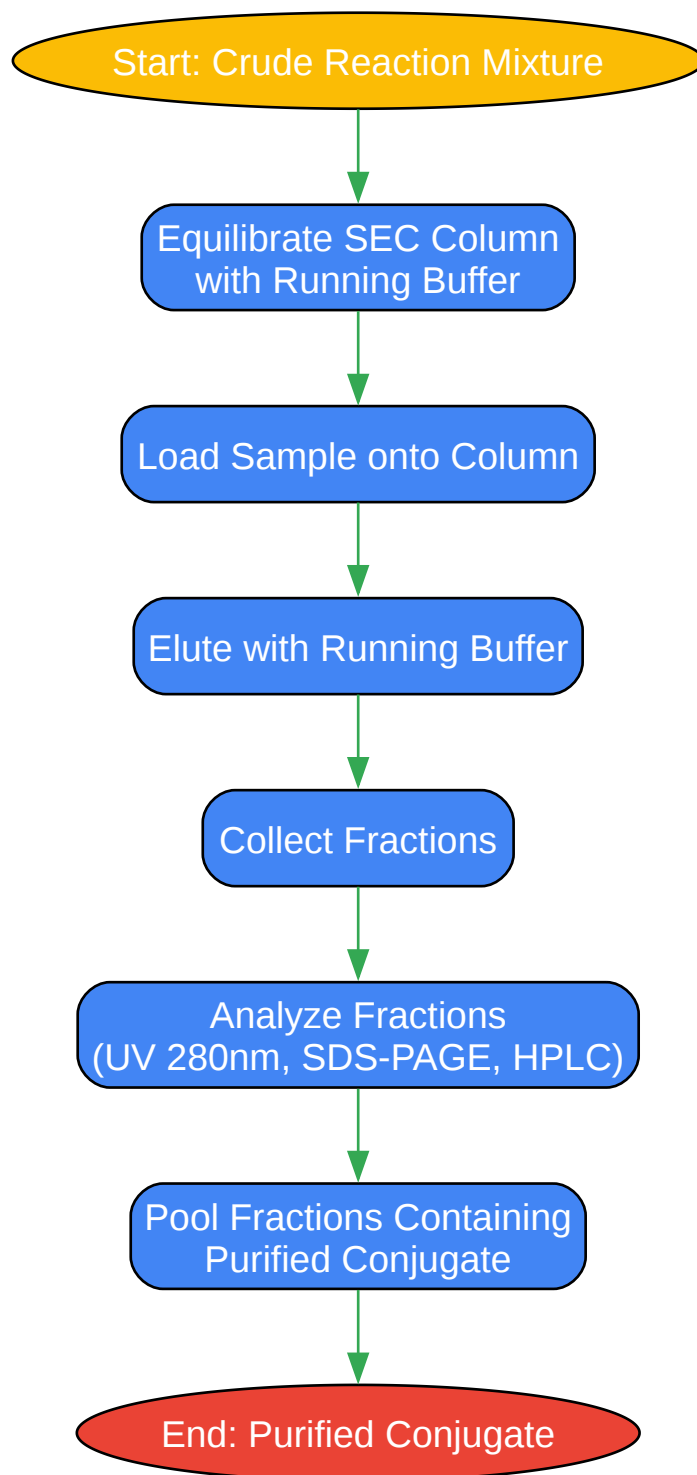 Start: Crude Reaction Mixture
Equilibrate SEC Column
with Running Buffer
Load Sample onto Column
Elute with Running Buffer
Collect Fractions
Analyze Fractions
(UV 280nm, SDS-PAGE, HPLC)
Pool Fractions Containing
Purified Conjugate
End: Purified Conjugate